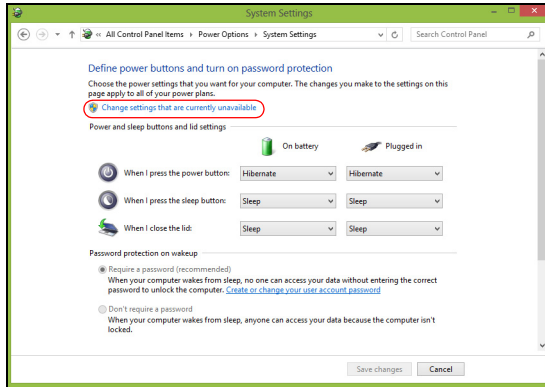 System Settings
« All Control Panel Items › Power Options › System Settings
Search Control Panel
Define power buttons and turn on password protection
Choose the power settings that you want for your computer. The changes you make to the settings on this
page apply to all of your power plans.
Change settings that are currently unavailable
Power and sleep buttons and lid settings
On battery Plugged in
When I press the power button: Hibernate Hibernate
When I press the sleep button: Sleep Sleep
When I close the lid: Sleep Sleep
Password protection on wakeup
Require a password (recommended)
When your computer wakes from sleep, no one can access your data without entering the correct
password to unlock the computer. Create or change your user account password
Don't require a password
When your computer wakes from sleep, anyone can access your data because the computer isn't
locked.
Save changes Cancel